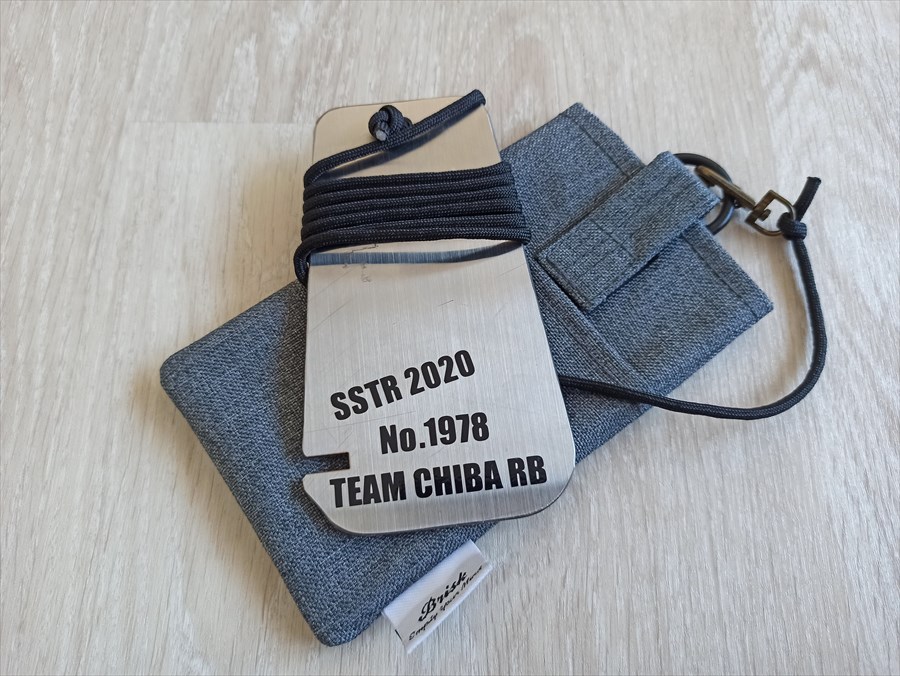 SSTR 2020
No.1978
TEAM CHIBA RB
Brisk